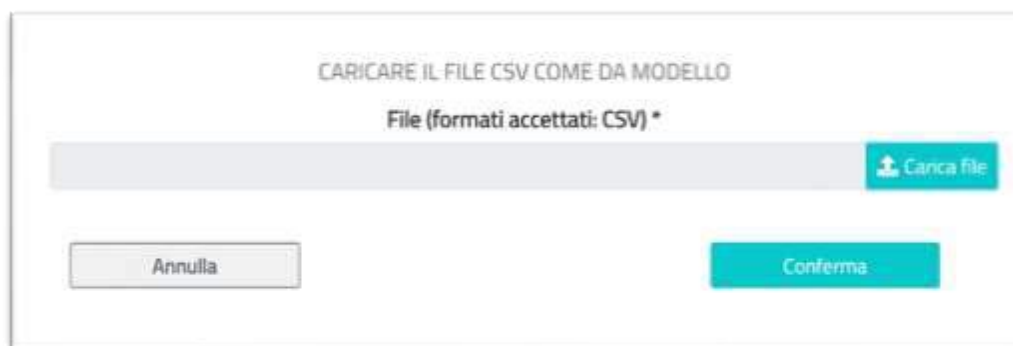 CARICARE IL FILE CSV COME DA MODELLO
File (formati accettati: CSV) *
Carica file
Annulla
Conferma